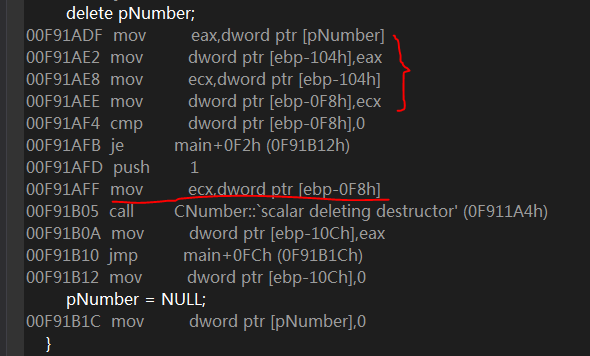 delete pNumber;
00F91ADF mov eax,dword ptr [pNumber]
00F91AE2 mov dword ptr [ebp-104h],eax
00F91AE8 mov ecx,dword ptr [ebp-104h]
00F91AEE mov dword ptr [ebp-0F8h],ecx
00F91AF4 cmp dword ptr [ebp-0F8h],0
00F91AFB je main+0F2h (0F91B12h)
00F91AFD push 1
00F91AFF mov ecx,dword ptr [ebp-0F8h]
00F91B05 call CNumber::`scalar deleting destructor' (0F911A4h)
00F91B0A mov dword ptr [ebp-10Ch],eax
00F91B10 jmp main+0FCh (0F91B1Ch)
00F91B12 mov dword ptr [ebp-10Ch],0
pNumber = NULL;
00F91B1C mov dword ptr [pNumber],0
}